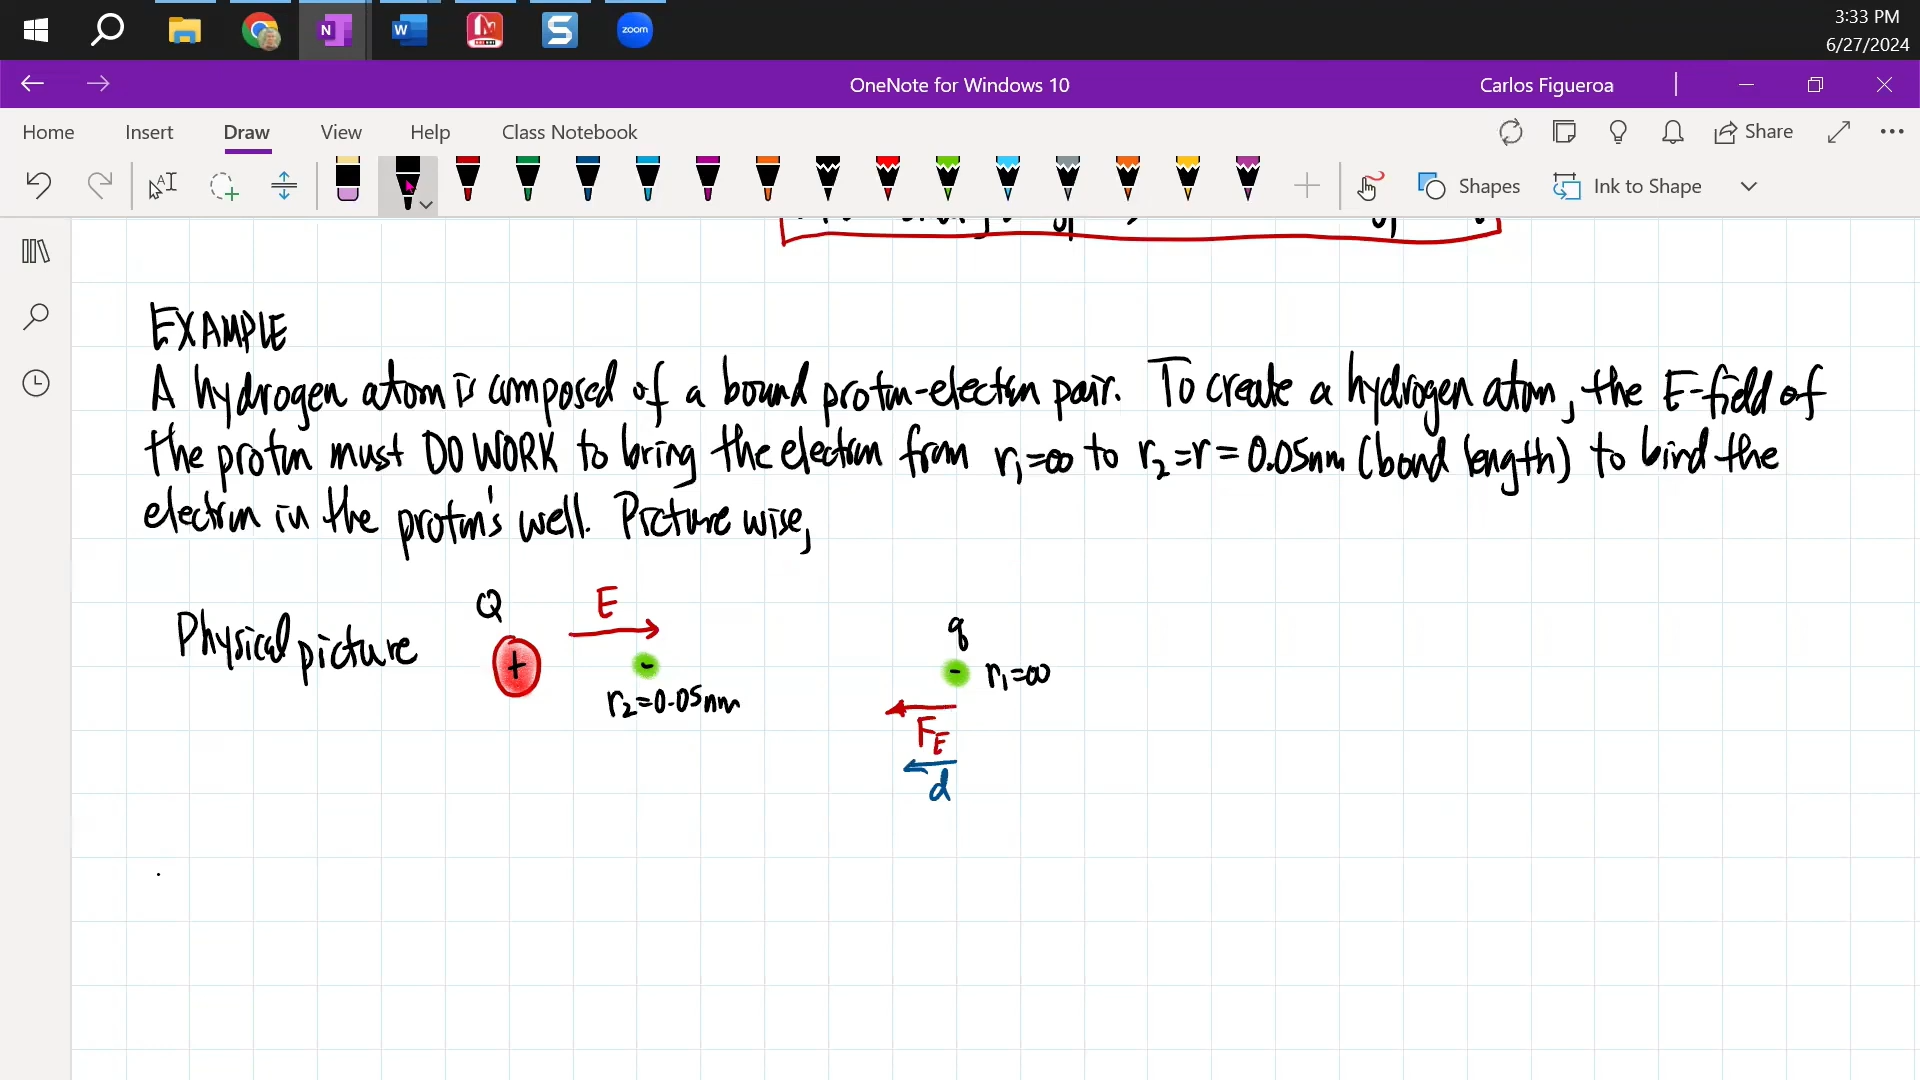 3:33 PM
6/27/2024
OneNote for Windows 10
Carlos Figueroa
Home Insert Draw View Help Class Notebook
Share
Shapes Ink to Shape
EXAMPLE
A hydrogen atom is composed of a bound proton-electron pair. To create a hydrogen atom, the E-field of
the proton must DO WORK to bring the electron from r₁=∞ to r₂=r=0.05nm (bond length) to bind the
electron in the proton's well. Picture wise,
Physical picture
Q
+
E
-
r₂=0.05nm
q
-
r₁=∞
F_E
d